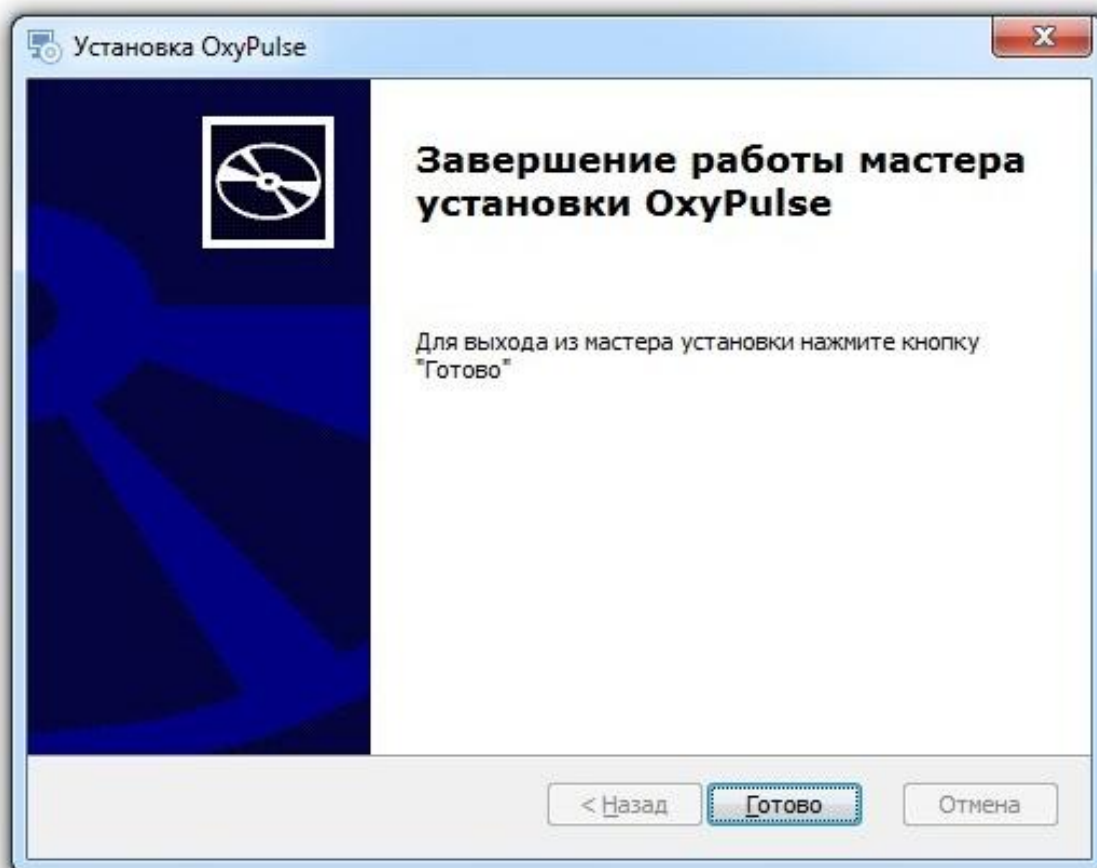 Установка OxyPulse
Завершение работы мастера
установки OxyPulse
Для выхода из мастера установки нажмите кнопку
"Готово"
< Назад
Готово
Отмена